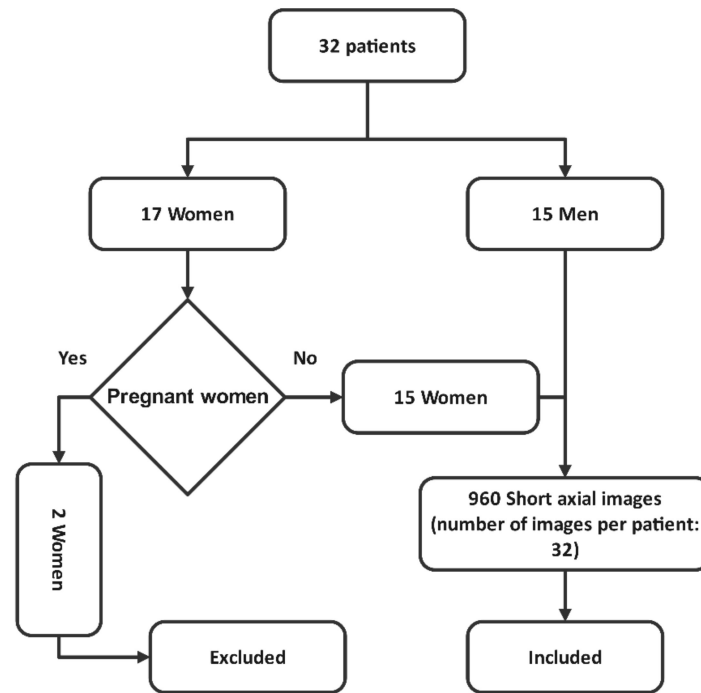 32 patients
17 Women
15 Men
Yes
No
Pregnant women
15 Women
2 Women
960 Short axial images
(number of images per patient:
32)
Excluded
Included